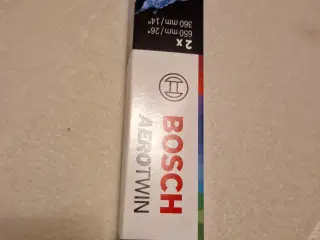 2 x
650 mm / 26"
360 mm / 14"
BOSCH
AEROTWIN